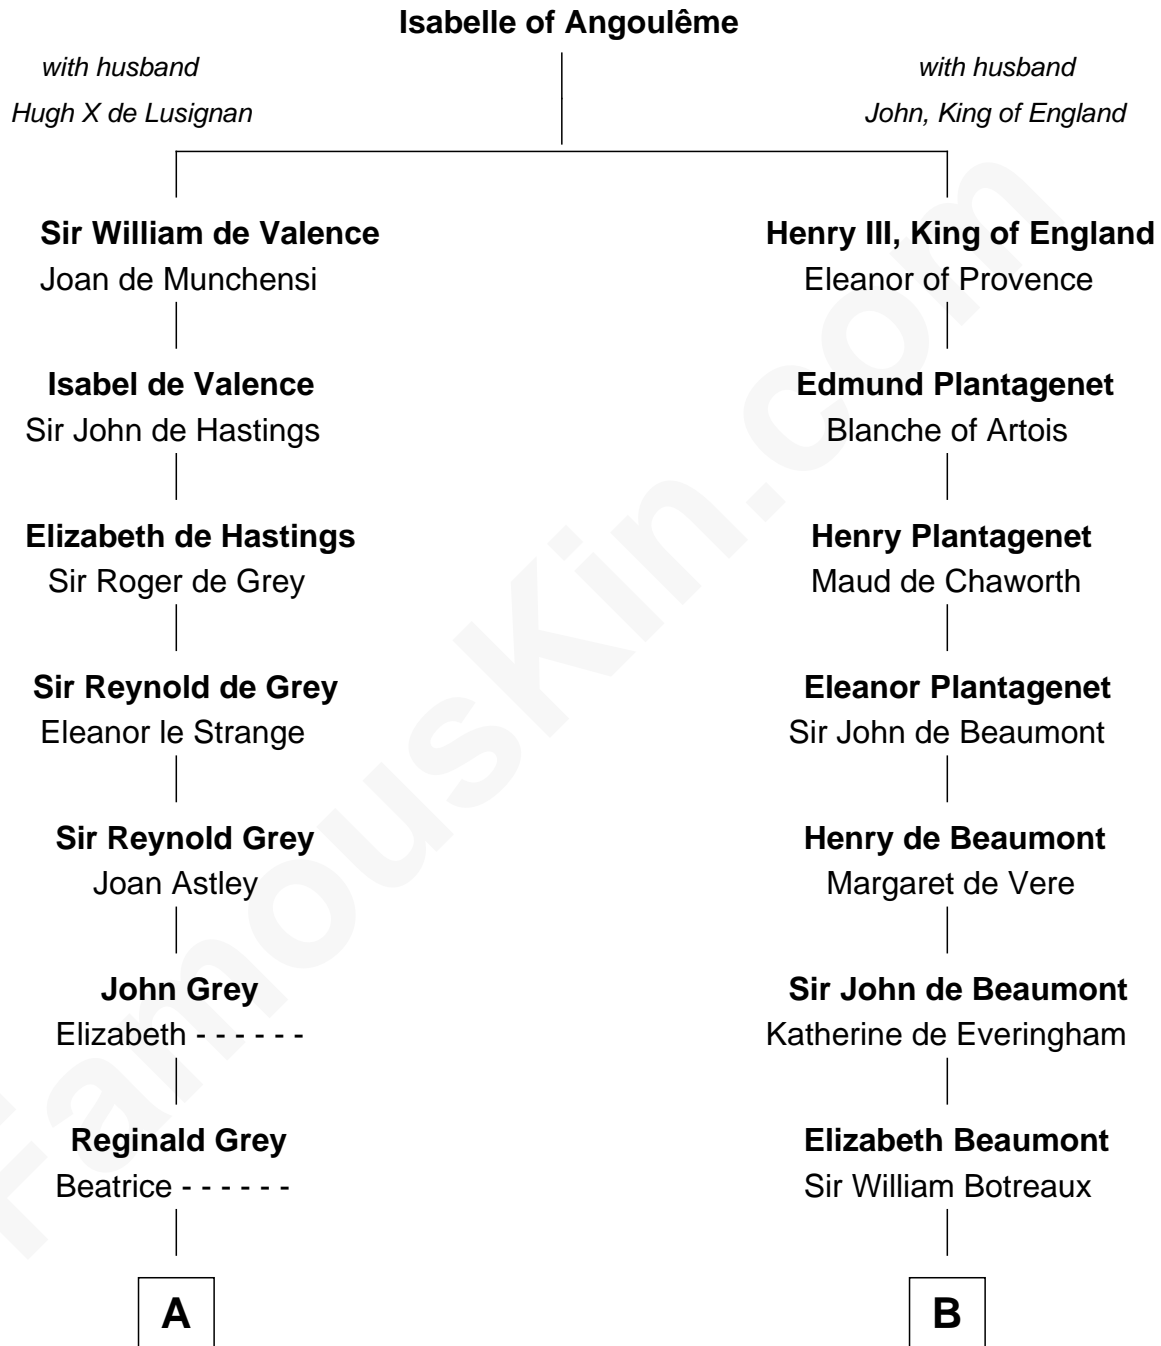 Isabelle of Angoulême
with husband
Hugh X de Lusignan
with husband
John, King of England
Sir William de Valence
Joan de Munchensi
Henry III, King of England
Eleanor of Provence
Isabel de Valence
Sir John de Hastings
Edmund Plantagenet
Blanche of Artois
Elizabeth de Hastings
Sir Roger de Grey
Henry Plantagenet
Maud de Chaworth
Sir Reynold de Grey
Eleanor le Strange
Eleanor Plantagenet
Sir John de Beaumont
Sir Reynold Grey
Joan Astley
Henry de Beaumont
Margaret de Vere
John Grey
Elizabeth - - - - - -
Sir John de Beaumont
Katherine de Everingham
Reginald Grey
Beatrice - - - - - -
Elizabeth Beaumont
Sir William Botreaux
A
B
FamousKin.com